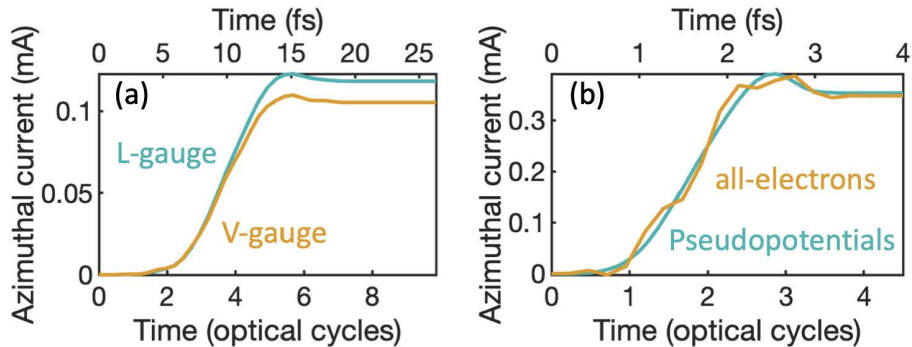 Time (fs)
0 5 10 15 20 25
Azimuthal current (mA)
0.1
0.05
0
(a)
L-gauge
V-gauge
0 2 4 6 8
Time (optical cycles)
Time (fs)
0 1 2 3 4
Azimuthal current (mA)
0.3
0.2
0.1
0
(b)
all-electrons
Pseudopotentials
0 1 2 3 4
Time (optical cycles)